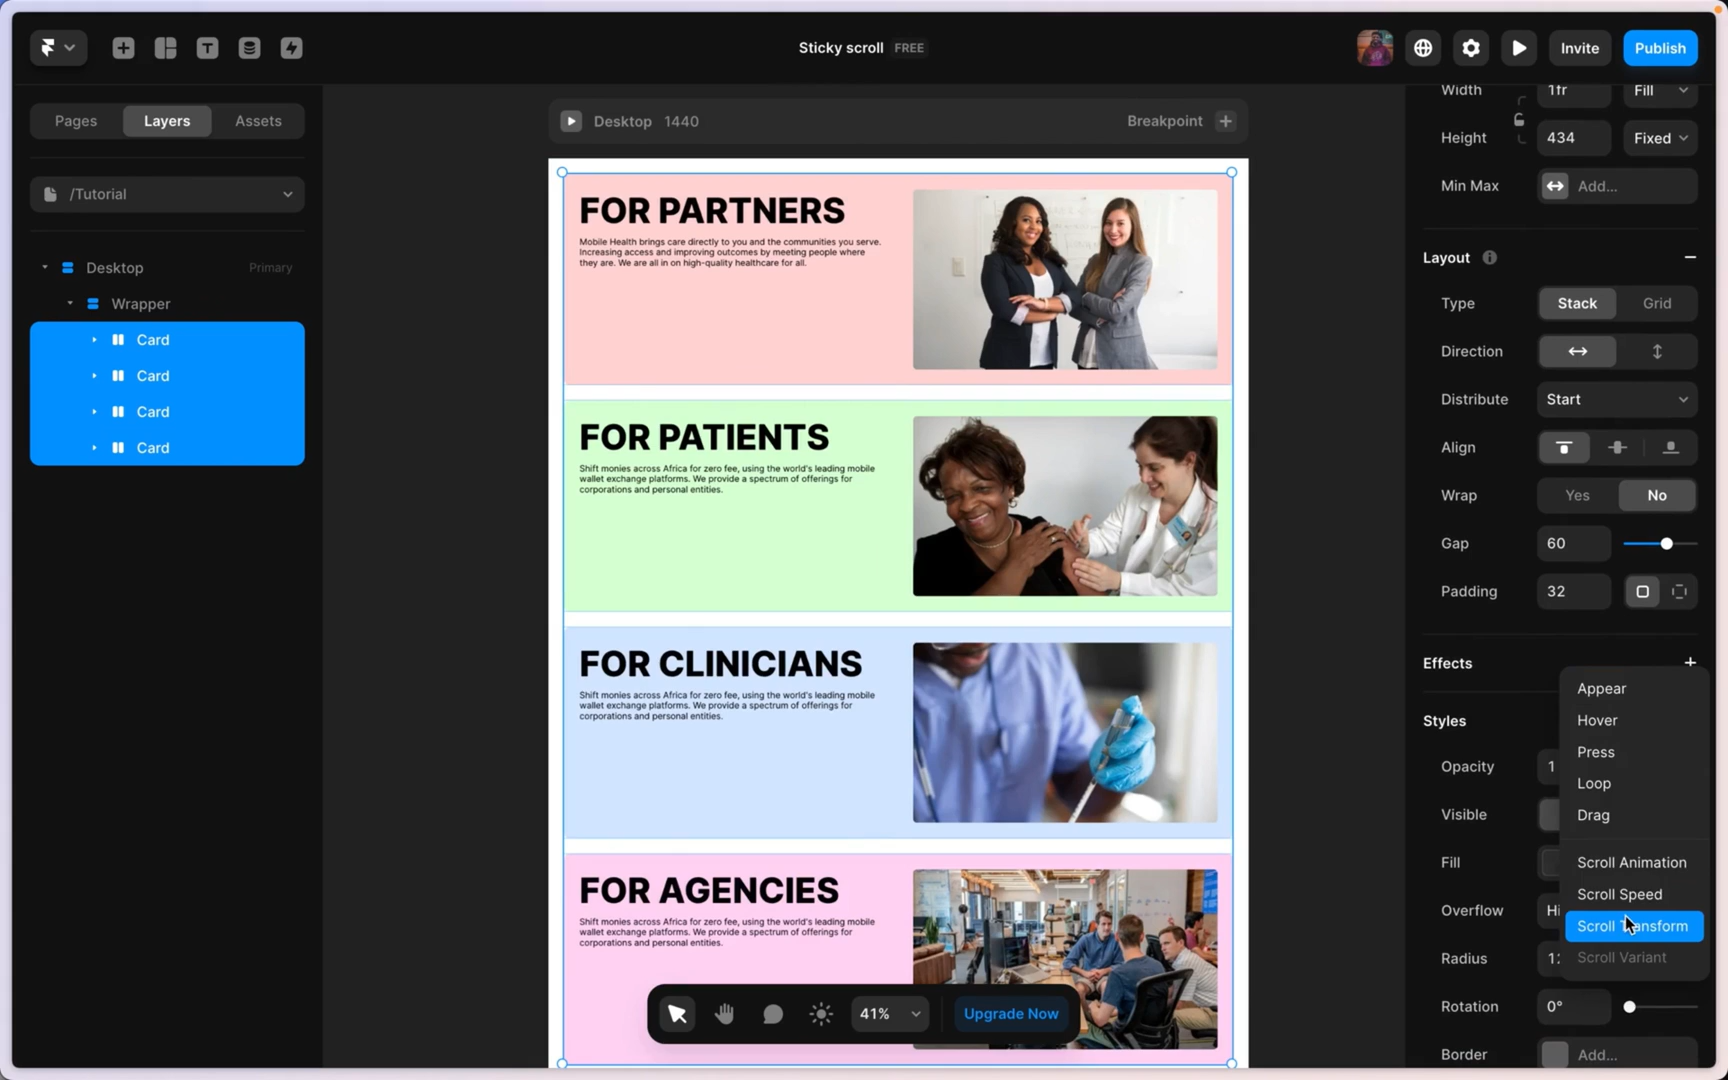 Sticky scroll FREE
Invite
Publish
Pages Layers Assets
/Tutorial
Desktop Primary
Wrapper
Card
Card
Card
Card
Desktop 1440
Breakpoint
FOR PARTNERS
Mobile Health brings care directly to you and the communities you serve.
Increasing access and improving outcomes by meeting people where
they are. We are all in on high-quality healthcare for all.
FOR PATIENTS
Shift monies across Africa for zero fee, using the world's leading mobile
wallet exchange platforms. We provide a spectrum of offerings for
corporations and personal entities.
FOR CLINICIANS
Shift monies across Africa for zero fee, using the world's leading mobile
wallet exchange platforms. We provide a spectrum of offerings for
corporations and personal entities.
FOR AGENCIES
Shift monies across Africa for zero fee, using the world's leading mobile
wallet exchange platforms. We provide a spectrum of offerings for
corporations and personal entities.
41%
Upgrade Now
Width 1fr Fill
Height 434 Fixed
Min Max Add...
Layout
Type Stack Grid
Direction
Distribute Start
Align
Wrap Yes No
Gap 60
Padding 32
Effects
Appear
Hover
Press
Loop
Drag
Scroll Animation
Scroll Speed
Scroll Transform
Scroll Variant
Styles
Opacity 1
Visible
Fill
Overflow
Radius
Rotation 0°
Border Add...